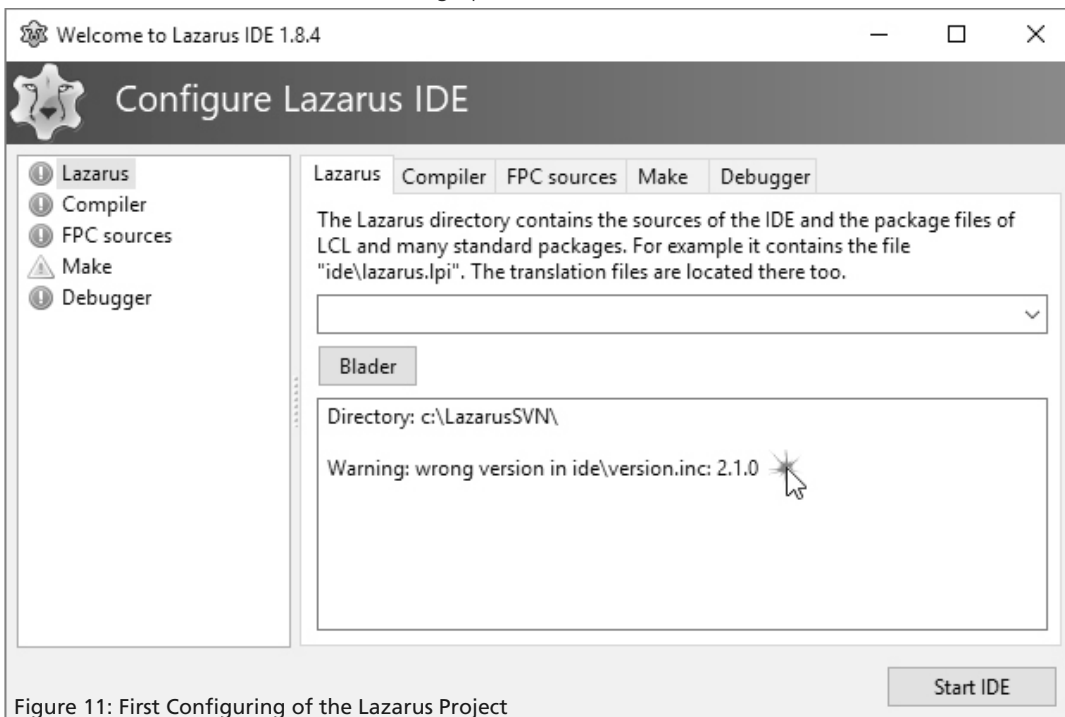 Welcome to Lazarus IDE 1.8.4
Configure Lazarus IDE
Lazarus
Compiler
FPC sources
Make
Debugger
Lazarus Compiler FPC sources Make Debugger
The Lazarus directory contains the sources of the IDE and the package files of
LCL and many standard packages. For example it contains the file
"ide\lazarus.lpi". The translation files are located there too.
Blader
Directory: c:\LazarusSVN\
Warning: wrong version in ide\version.inc: 2.1.0
Start IDE
Figure 11: First Configuring of the Lazarus Project